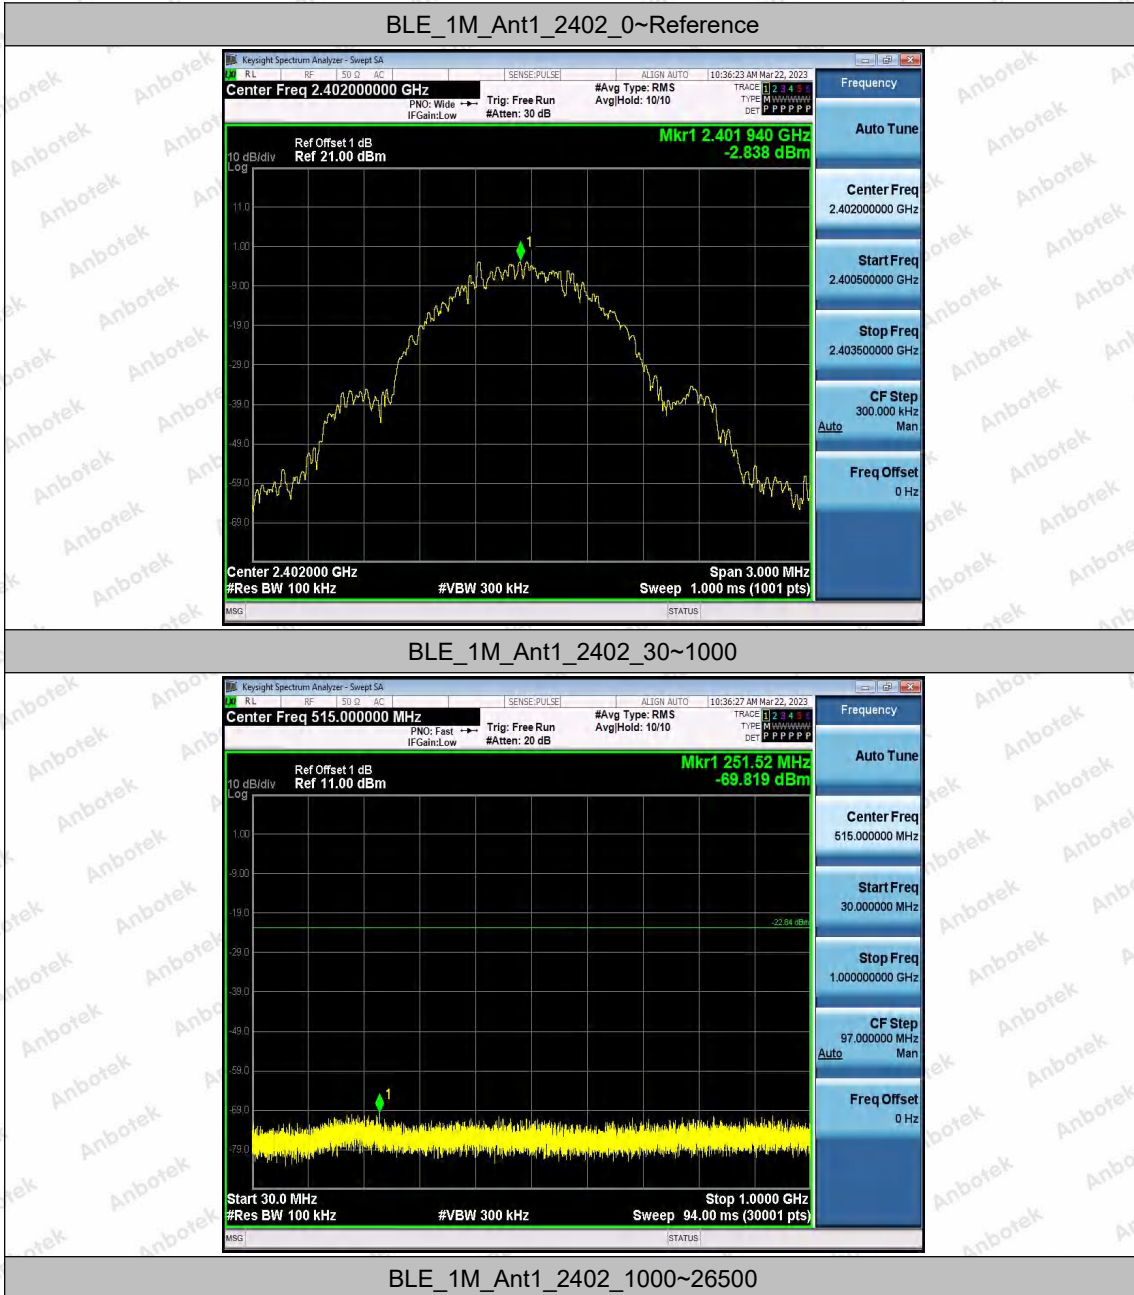 BLE_1M_Ant1_2402_0~Reference
Keysight Spectrum Analyzer - Swept SA
LXI RL RF 50 Ω AC SENSE:PULSE ALIGN AUTO 10:36:23 AM Mar 22, 2023
Center Freq 2.402000000 GHz
PNO: Wide
IFGain:Low
Trig: Free Run
#Atten: 30 dB
#Avg Type: RMS
Avg|Hold: 10/10
TRACE 1 2 3 4 5 6
TYPE M WWWWW
DET P P P P P P
Frequency
Auto Tune
Mkr1 2.401 940 GHz
-2.838 dBm
Ref Offset 1 dB
10 dB/div Ref 21.00 dBm
Log
11.0
1.00
-9.00
-19.0
-29.0
-39.0
-49.0
-59.0
-69.0
1
Center Freq
2.402000000 GHz
Start Freq
2.400500000 GHz
Stop Freq
2.403500000 GHz
CF Step
300.000 kHz
Auto Man
Freq Offset
0 Hz
Center 2.402000 GHz Span 3.000 MHz
#Res BW 100 kHz #VBW 300 kHz Sweep 1.000 ms (1001 pts)
MSG STATUS
BLE_1M_Ant1_2402_30~1000
Keysight Spectrum Analyzer - Swept SA
LXI RL RF 50 Ω AC SENSE:PULSE ALIGN AUTO 10:36:27 AM Mar 22, 2023
Center Freq 515.000000 MHz
PNO: Fast
IFGain:Low
Trig: Free Run
#Atten: 20 dB
#Avg Type: RMS
Avg|Hold: 10/10
TRACE 1 2 3 4 5 6
TYPE M WWWWW
DET P P P P P P
Frequency
Auto Tune
Mkr1 251.52 MHz
-69.819 dBm
Ref Offset 1 dB
10 dB/div Ref 11.00 dBm
Log
1.00
-9.00
-19.0
-22.84 dBm
-29.0
-39.0
-49.0
-59.0
-69.0
-79.0
1
Center Freq
515.000000 MHz
Start Freq
30.000000 MHz
Stop Freq
1.000000000 GHz
CF Step
97.000000 MHz
Auto Man
Freq Offset
0 Hz
Start 30.0 MHz Stop 1.0000 GHz
#Res BW 100 kHz #VBW 300 kHz Sweep 94.00 ms (30001 pts)
MSG STATUS
BLE_1M_Ant1_2402_1000~26500